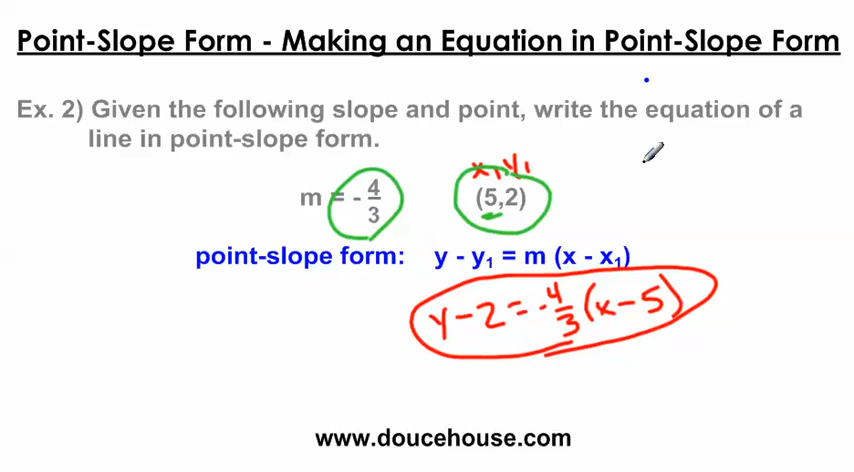 Point-Slope Form - Making an Equation in Point-Slope Form
Ex. 2) Given the following slope and point, write the equation of a
line in point-slope form.
x₁, y₁
m = - 4/3 (5,2)
point-slope form: y - y₁ = m (x - x₁)
y - 2 = -4/3 (x - 5)
www.doucehouse.com